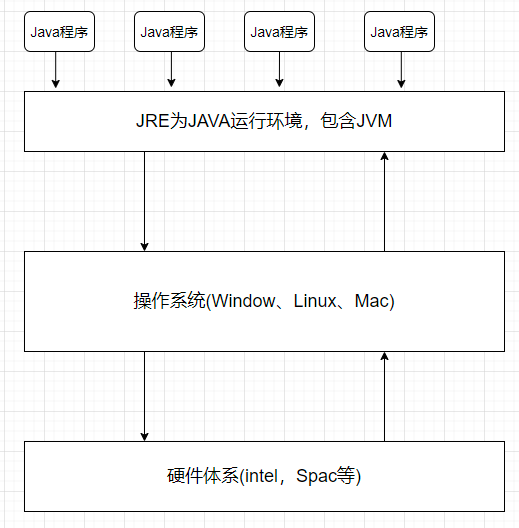 Java程序
Java程序
Java程序
Java程序
JRE为JAVA运行环境，包含JVM
操作系统(Window、Linux、Mac)
硬件体系(intel，Spac等)